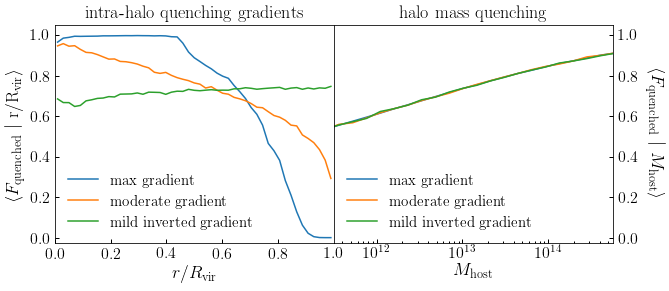 intra-halo quenching gradients
halo mass quenching
⟨F_quenched | r/R_vir⟩
1.0
0.8
0.6
0.4
0.2
0.0
max gradient
moderate gradient
mild inverted gradient
max gradient
moderate gradient
mild inverted gradient
1.0
0.8
0.6
0.4
0.2
0.0
⟨F_quenched | M_host⟩
0.0 0.2 0.4 0.6 0.8 1.0
10^12 10^13 10^14
r/R_vir
M_host